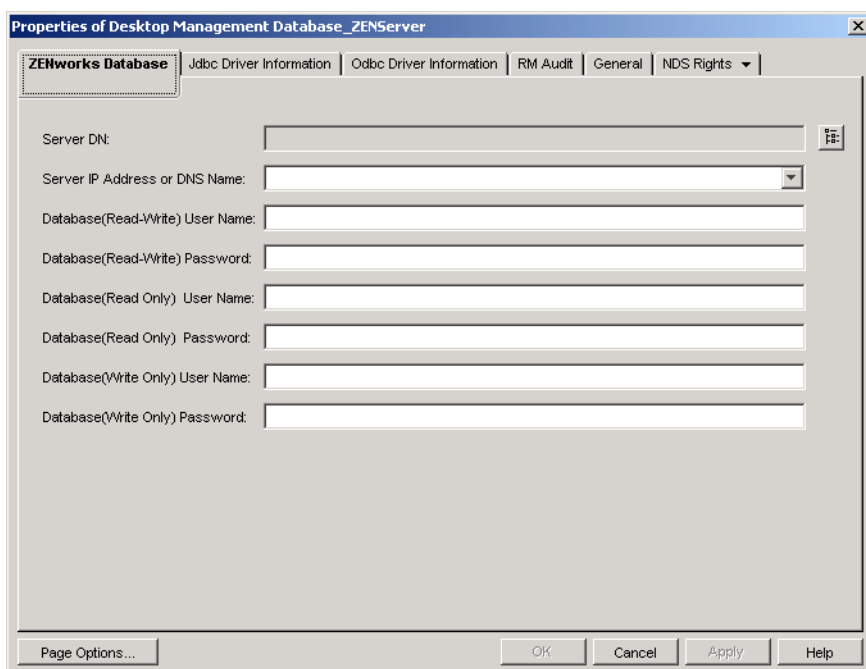 Properties of Desktop Management Database_ZENServer
ZENworks Database Jdbc Driver Information Odbc Driver Information RM Audit General NDS Rights
Server DN:
Server IP Address or DNS Name:
Database(Read-Write) User Name:
Database(Read-Write) Password:
Database(Read Only) User Name:
Database(Read Only) Password:
Database(Write Only) User Name:
Database(Write Only) Password:
Page Options... OK Cancel Apply Help